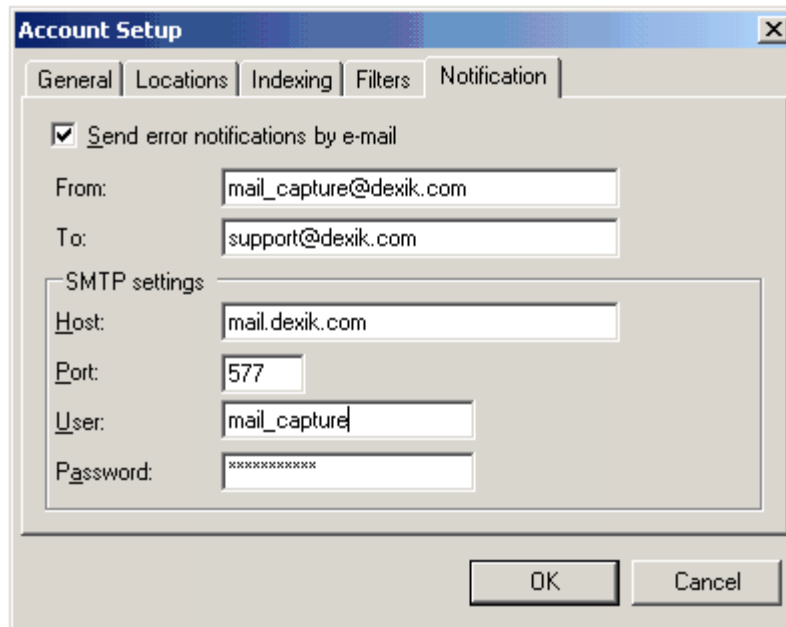 Account Setup
General Locations Indexing Filters Notification
Send error notifications by e-mail
From: mail_capture@dexik.com
To: support@dexik.com
SMTP settings
Host: mail.dexik.com
Port: 577
User: mail_capture
Password: ***********
OK Cancel